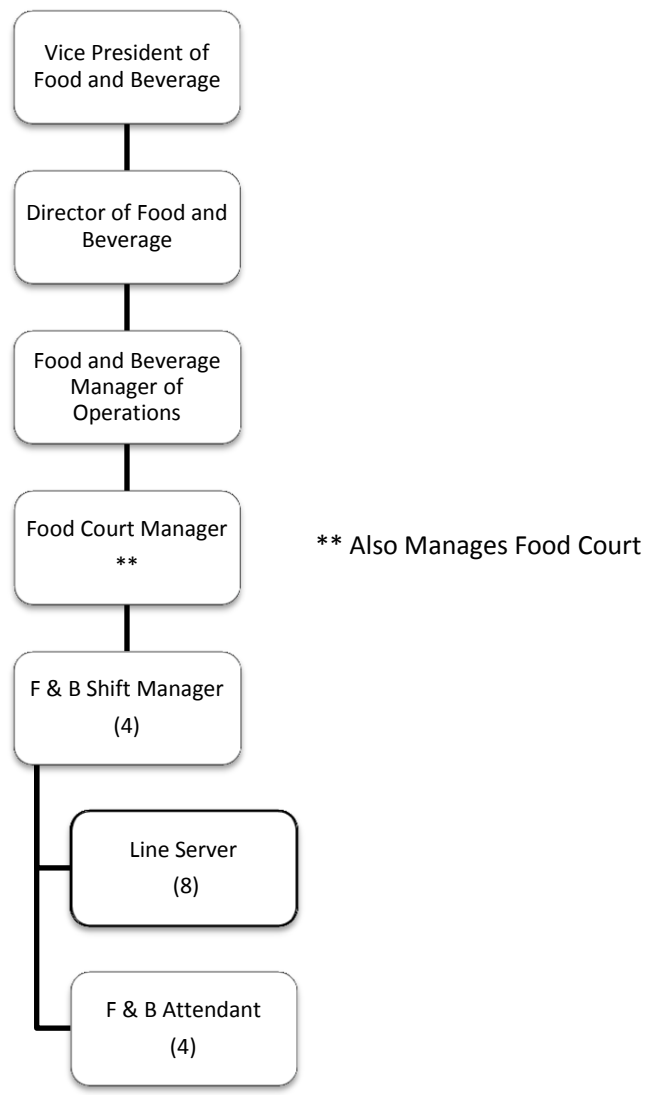 Vice President of
Food and Beverage
Director of Food and
Beverage
Food and Beverage
Manager of
Operations
Food Court Manager
**
** Also Manages Food Court
F & B Shift Manager
(4)
Line Server
(8)
F & B Attendant
(4)